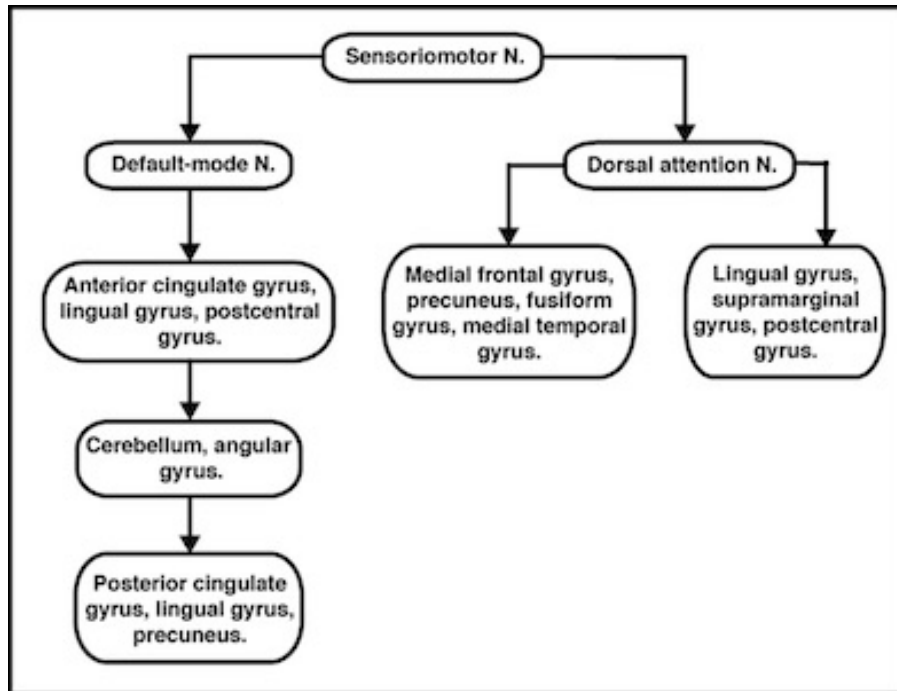 Sensoriomotor N.
Default-mode N.
Dorsal attention N.
Anterior cingulate gyrus,
lingual gyrus, postcentral
gyrus.
Medial frontal gyrus,
precuneus, fusiform
gyrus, medial temporal
gyrus.
Lingual gyrus,
supramarginal
gyrus, postcentral
gyrus.
Cerebellum, angular
gyrus.
Posterior cingulate
gyrus, lingual gyrus,
precuneus.